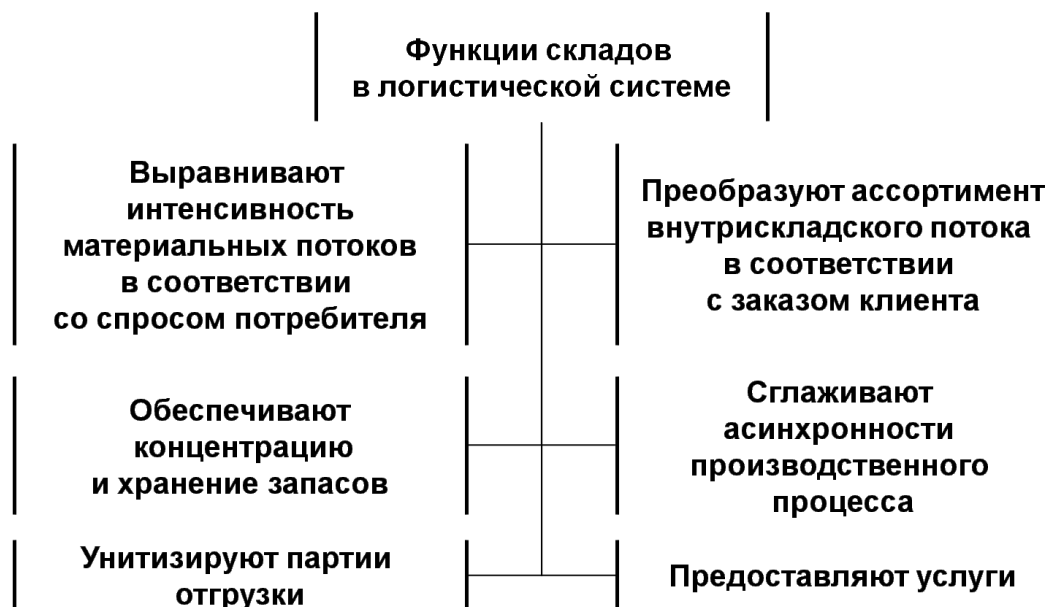 Функции складов
в логистической системе
Выравнивают
интенсивность
материальных потоков
в соответствии
со спросом потребителя
Преобразуют ассортимент
внутрискладского потока
в соответствии
с заказом клиента
Обеспечивают
концентрацию
и хранение запасов
Сглаживают
асинхронности
производственного
процесса
Унитизируют партии
отгрузки
Предоставляют услуги